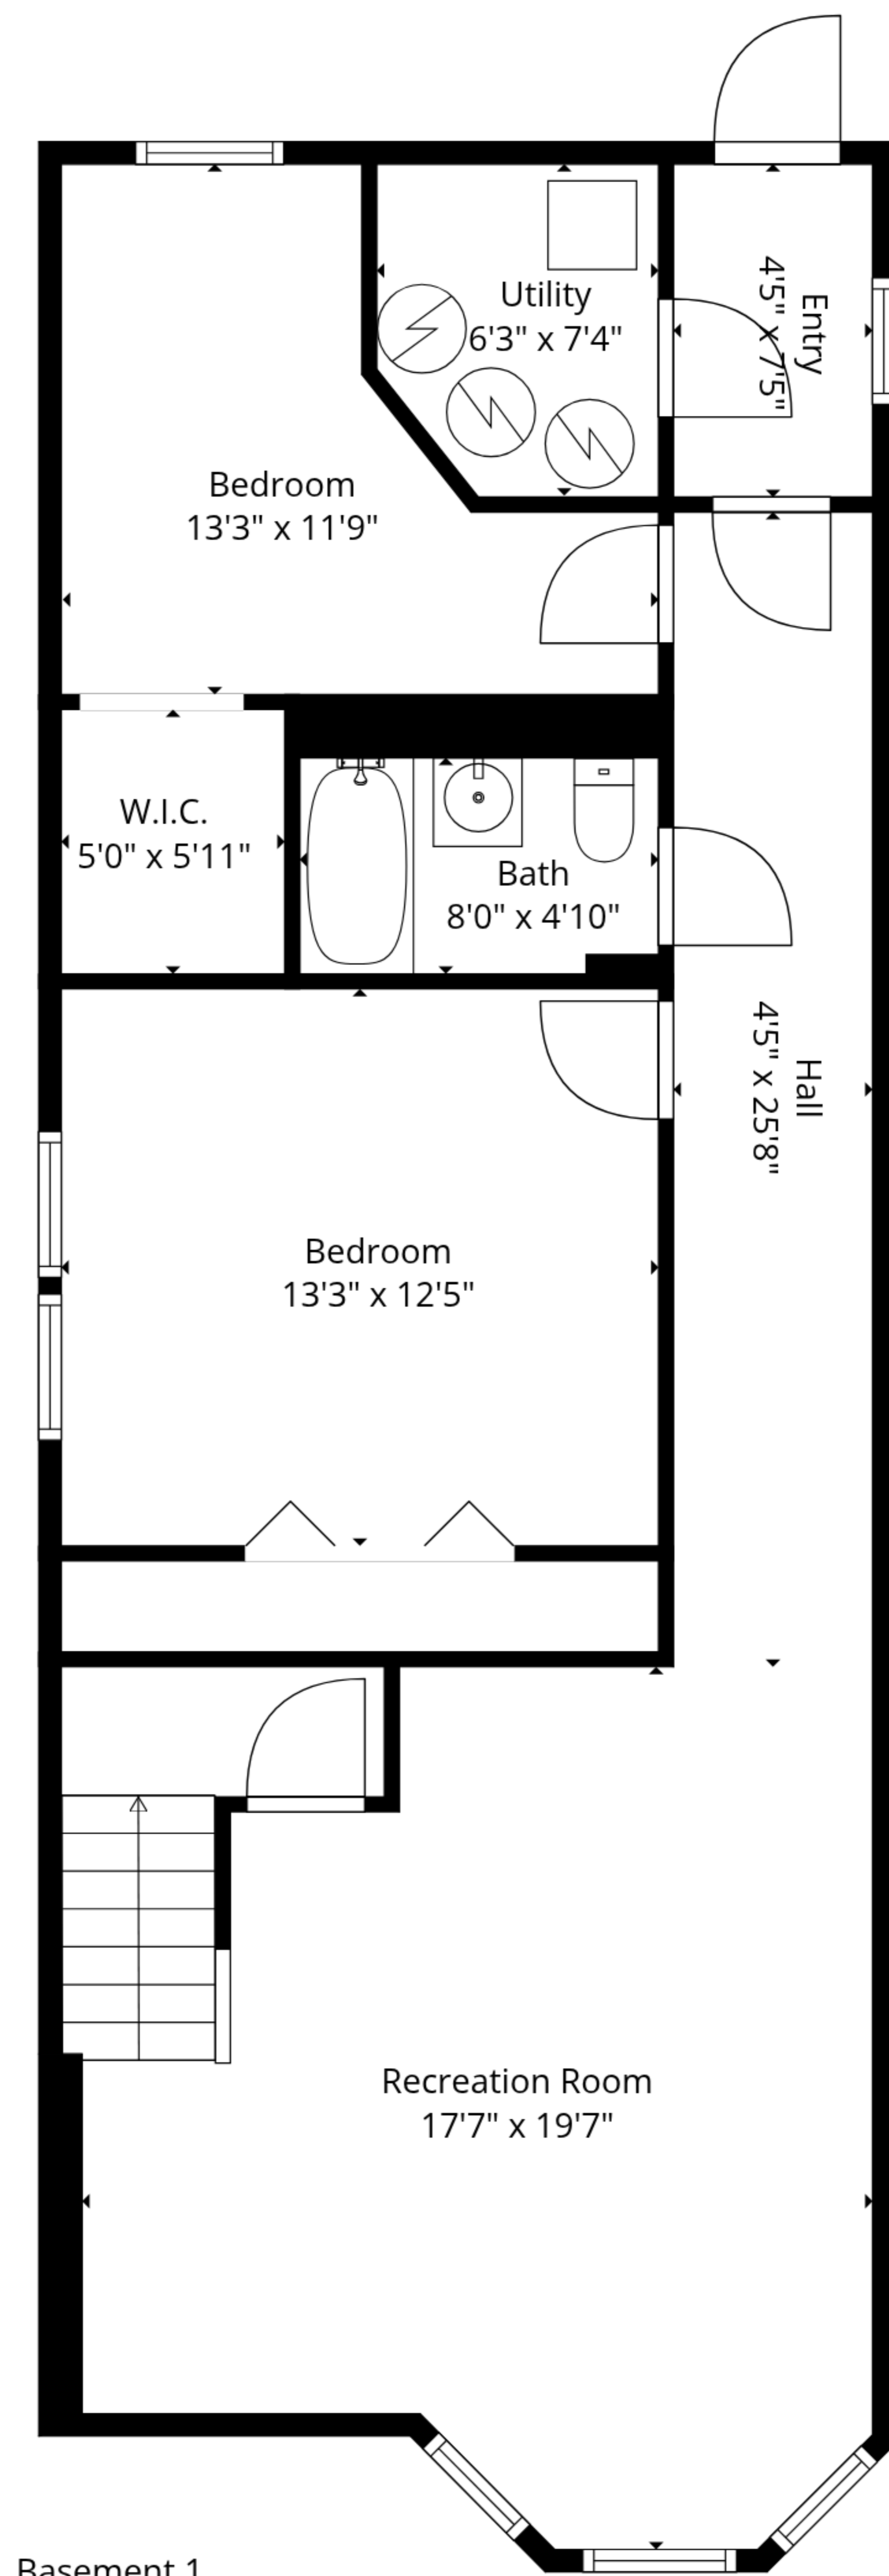 Utility
6'3" x 7'4"
Entry
4'5" x 7'5"
Bedroom
13'3" x 11'9"
W.I.C.
5'0" x 5'11"
Bath
8'0" x 4'10"
Hall
4'5" x 25'8"
Bedroom
13'3" x 12'5"
Recreation Room
17'7" x 19'7"
Basement 1